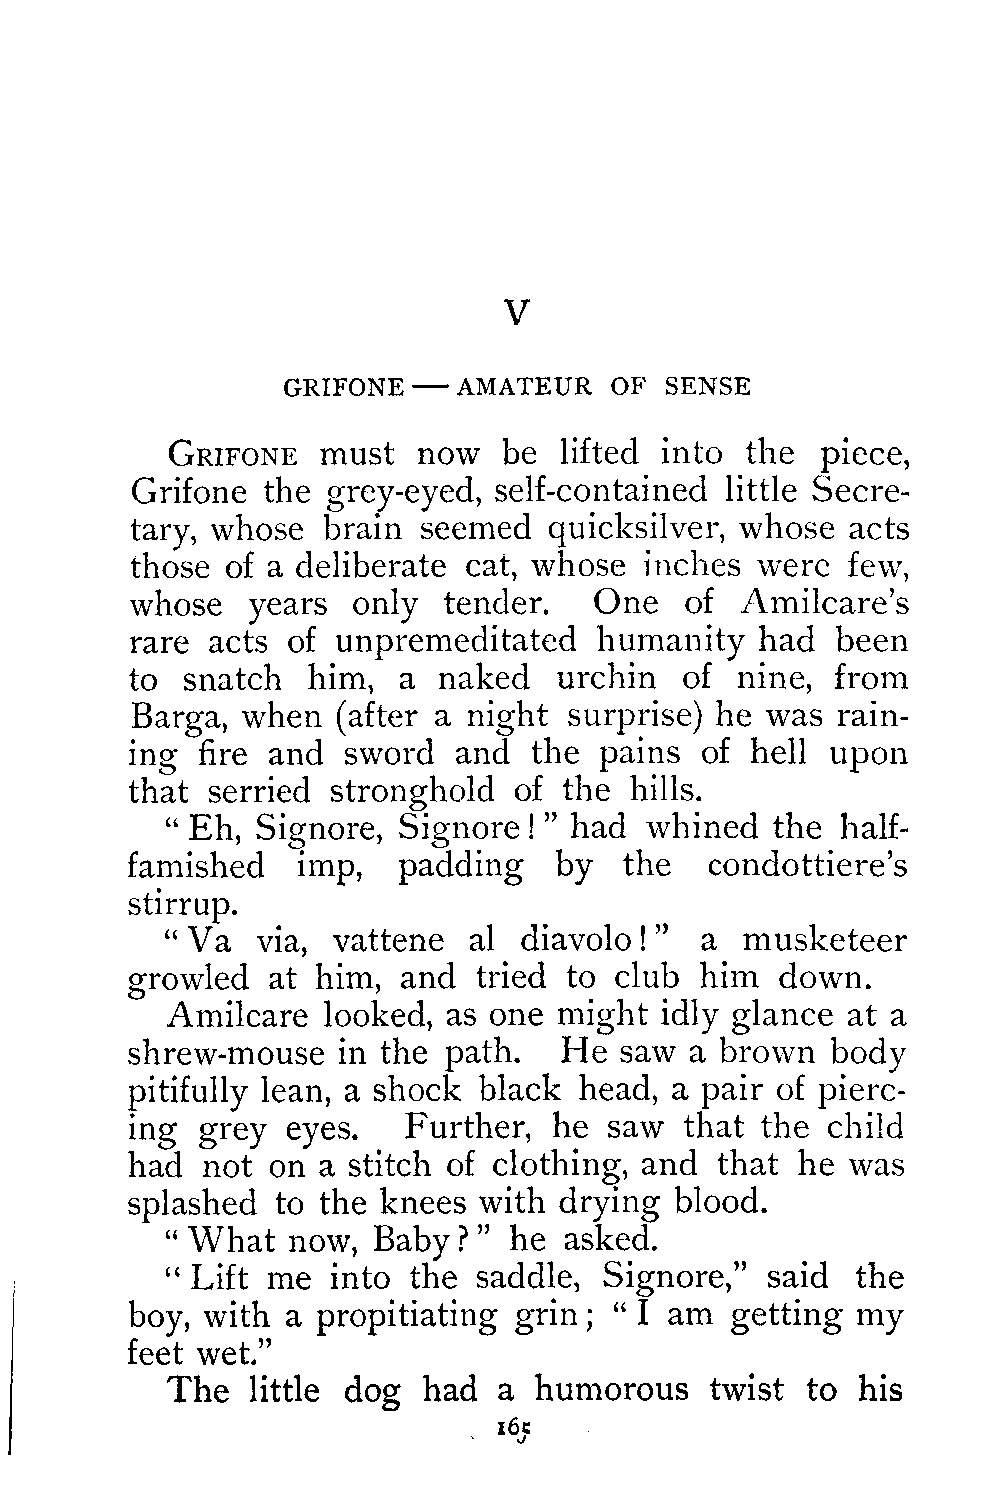 V
GRIFONE — AMATEUR OF SENSE
GRIFONE must now be lifted into the piece,
Grifone the grey-eyed, self-contained little Secre-
tary, whose brain seemed quicksilver, whose acts
those of a deliberate cat, whose inches were few,
whose years only tender. One of Amilcare's
rare acts of unpremeditated humanity had been
to snatch him, a naked urchin of nine, from
Barga, when (after a night surprise) he was rain-
ing fire and sword and the pains of hell upon
that serried stronghold of the hills.
"Eh, Signore, Signore!" had whined the half-
famished imp, padding by the condottiere's
stirrup.
"Va via, vattene al diavolo!" a musketeer
growled at him, and tried to club him down.
Amilcare looked, as one might idly glance at a
shrew-mouse in the path. He saw a brown body
pitifully lean, a shock black head, a pair of pierc-
ing grey eyes. Further, he saw that the child
had not on a stitch of clothing, and that he was
splashed to the knees with drying blood.
"What now, Baby?" he asked.
"Lift me into the saddle, Signore," said the
boy, with a propitiating grin; "I am getting my
feet wet."
The little dog had a humorous twist to his
165